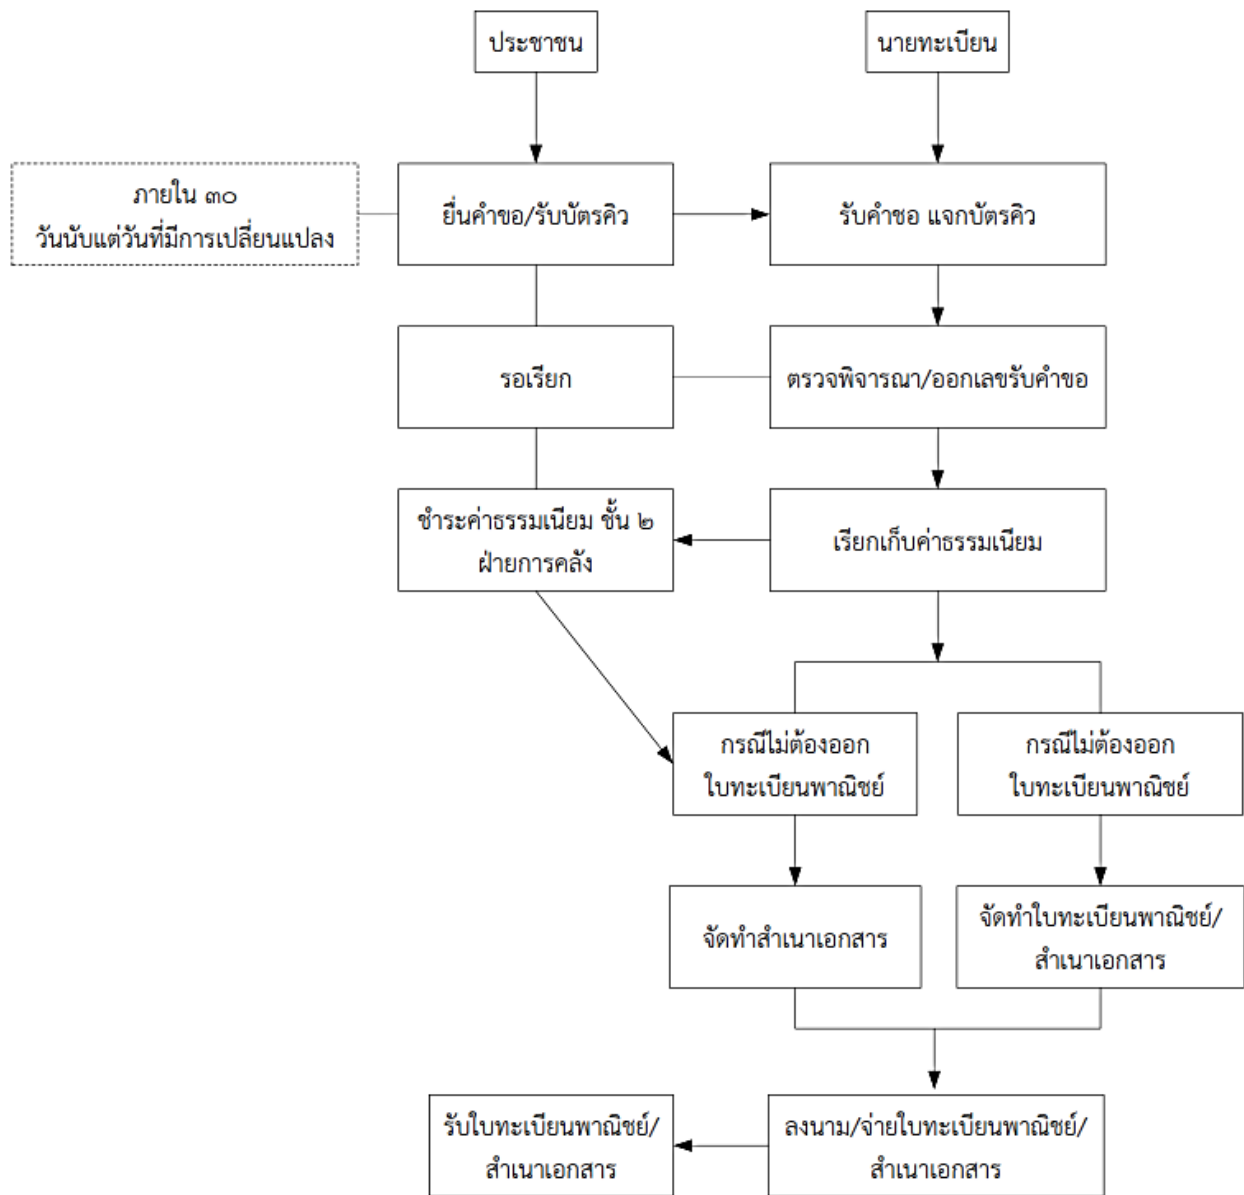 ประชาชน
นายทะเบียน
ภายใน ๓๐
วันนับแต่วันที่มีการเปลี่ยนแปลง
ยื่นคำขอ/รับบัตรคิว
รับคำชอ แจกบัตรคิว
รอเรียก
ตรวจพิจารณา/ออกเลขรับคำขอ
ชำระค่าธรรมเนียม ชั้น ๒
ฝ่ายการคลัง
เรียกเก็บค่าธรรมเนียม
กรณีไม่ต้องออก
ใบทะเบียนพาณิชย์
กรณีไม่ต้องออก
ใบทะเบียนพาณิชย์
จัดทำสำเนาเอกสาร
จัดทำใบทะเบียนพาณิชย์/
สำเนาเอกสาร
รับใบทะเบียนพาณิชย์/
สำเนาเอกสาร
ลงนาม/จ่ายใบทะเบียนพาณิชย์/
สำเนาเอกสาร